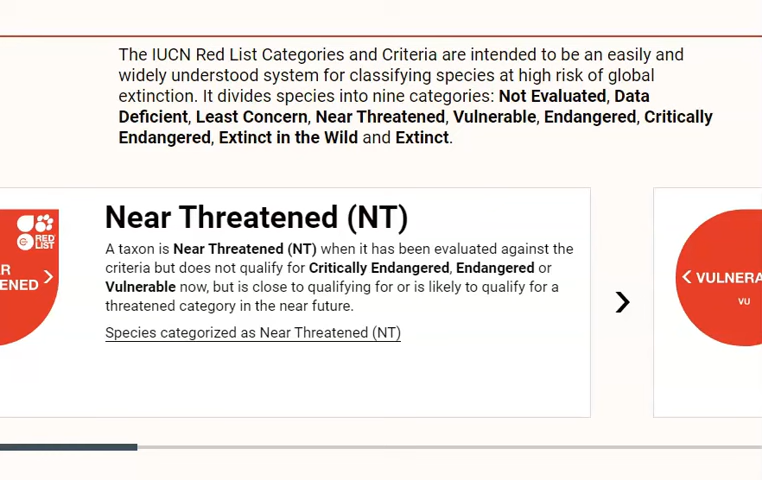 The IUCN Red List Categories and Criteria are intended to be an easily and
widely understood system for classifying species at high risk of global
extinction. It divides species into nine categories: Not Evaluated, Data
Deficient, Least Concern, Near Threatened, Vulnerable, Endangered, Critically
Endangered, Extinct in the Wild and Extinct.
RED
LIST
ENED
Near Threatened (NT)
A taxon is Near Threatened (NT) when it has been evaluated against the
criteria but does not qualify for Critically Endangered, Endangered or
Vulnerable now, but is close to qualifying for or is likely to qualify for a
threatened category in the near future.
Species categorized as Near Threatened (NT)
VULNERA
VU